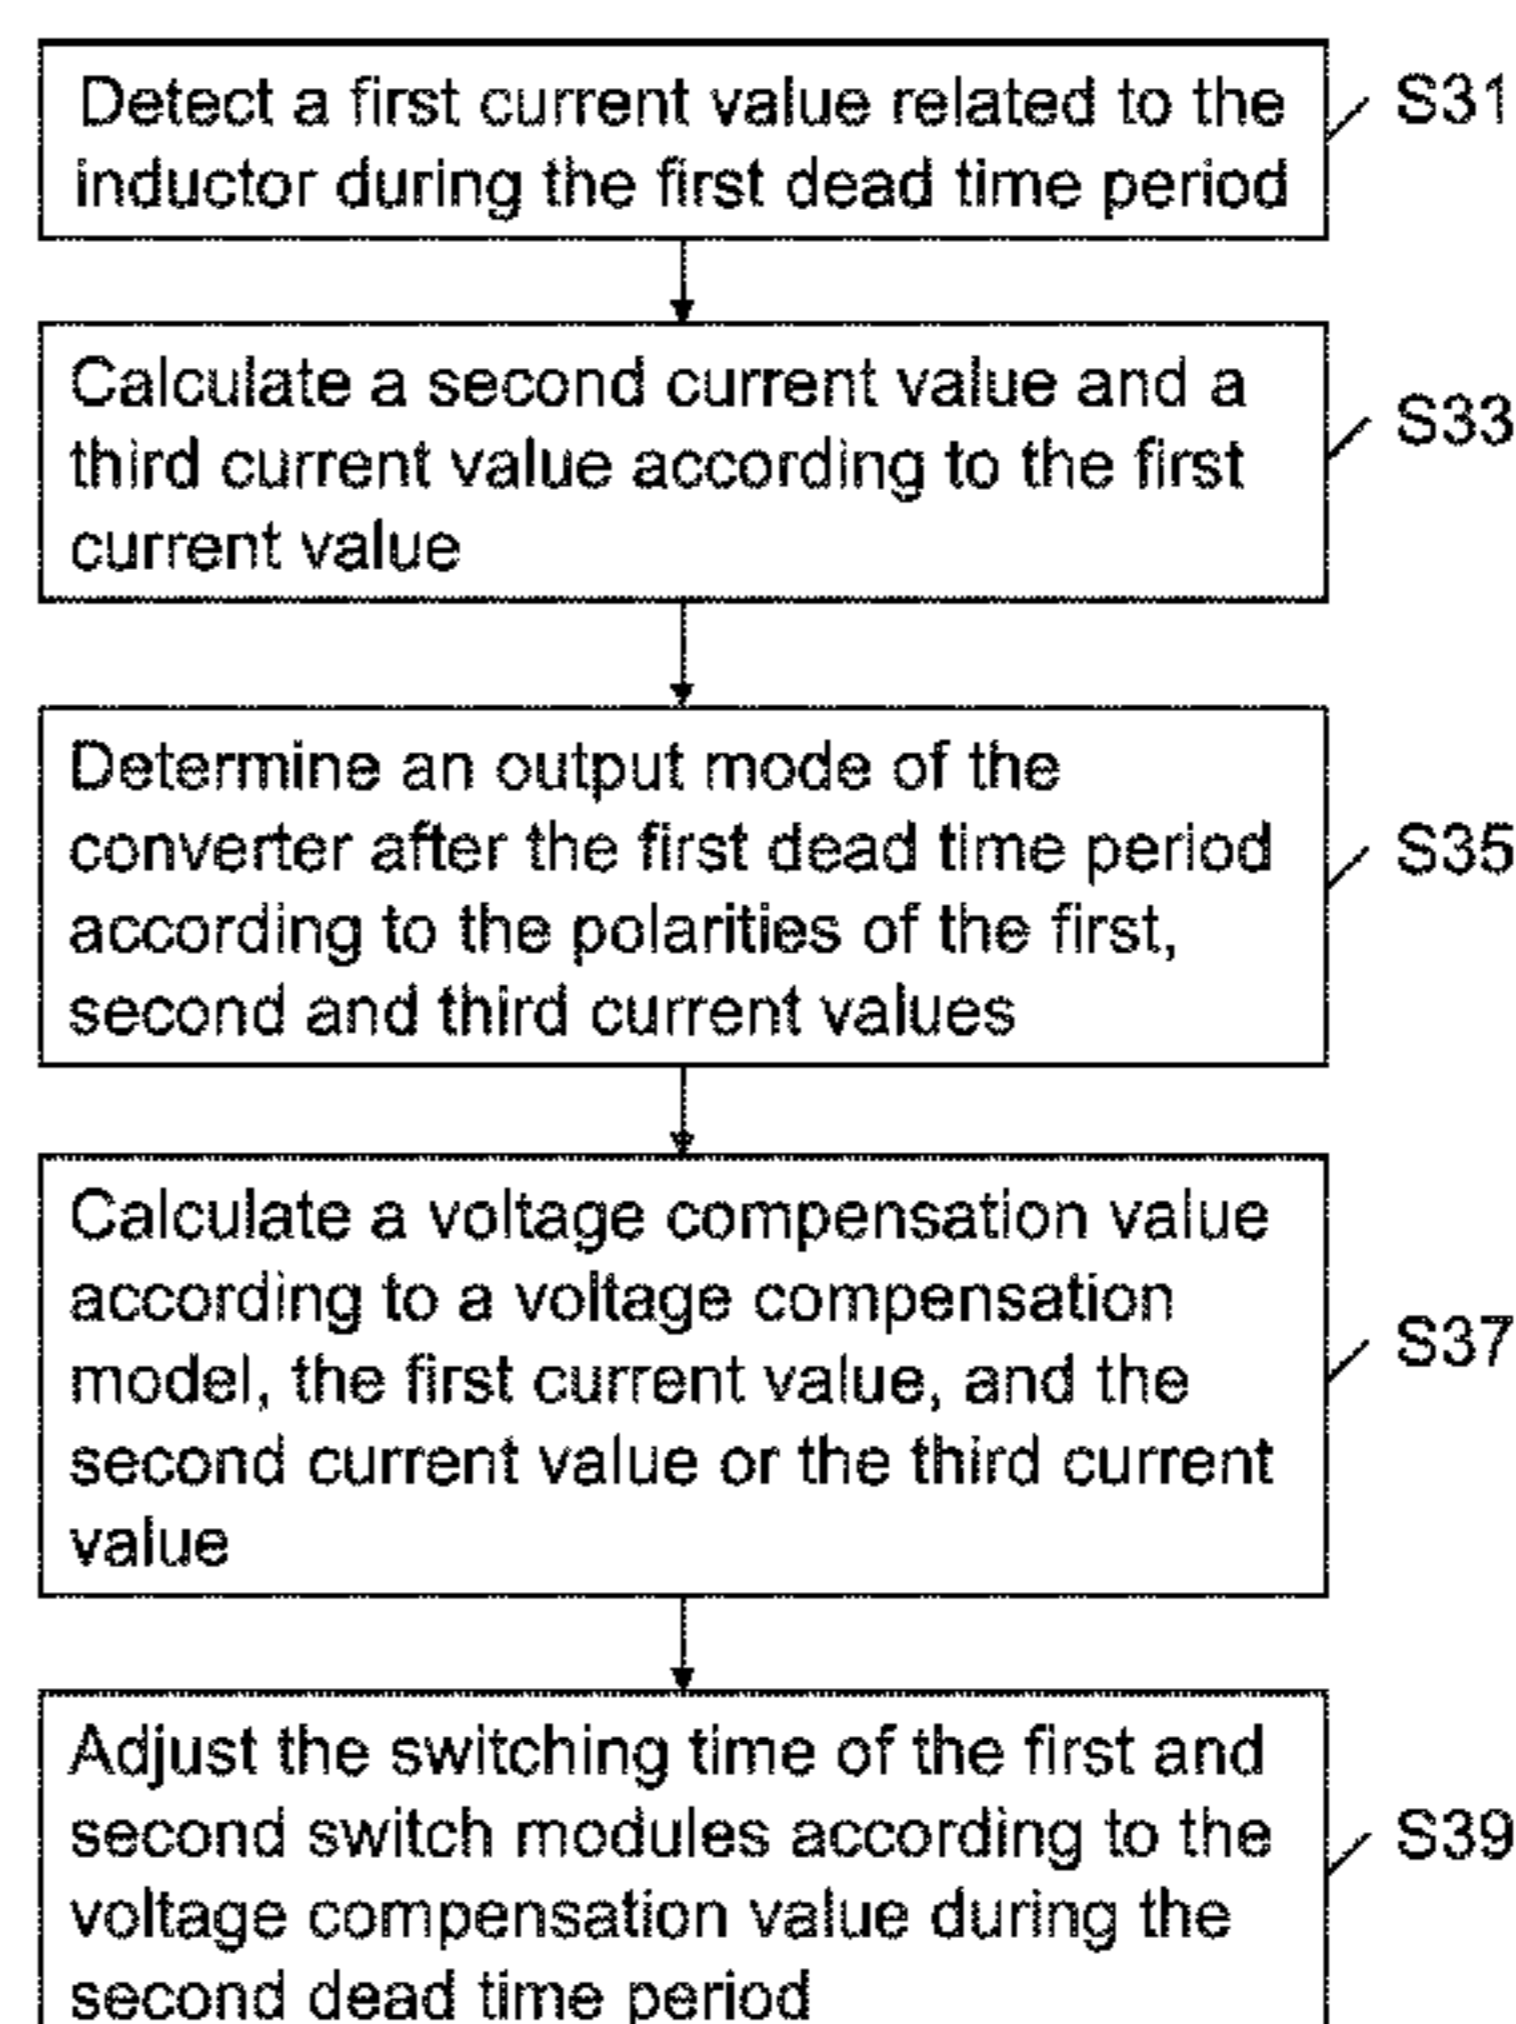 Detect a first current value related to the
inductor during the first dead time period
S31
Calculate a second current value and a
third current value according to the first
current value
S33
Determine an output mode of the
converter after the first dead time period
according to the polarities of the first,
second and third current values
S35
Calculate a voltage compensation value
according to a voltage compensation
model, the first current value, and the
second current value or the third current
value
S37
Adjust the switching time of the first and
second switch modules according to the
voltage compensation value during the
second dead time period
S39